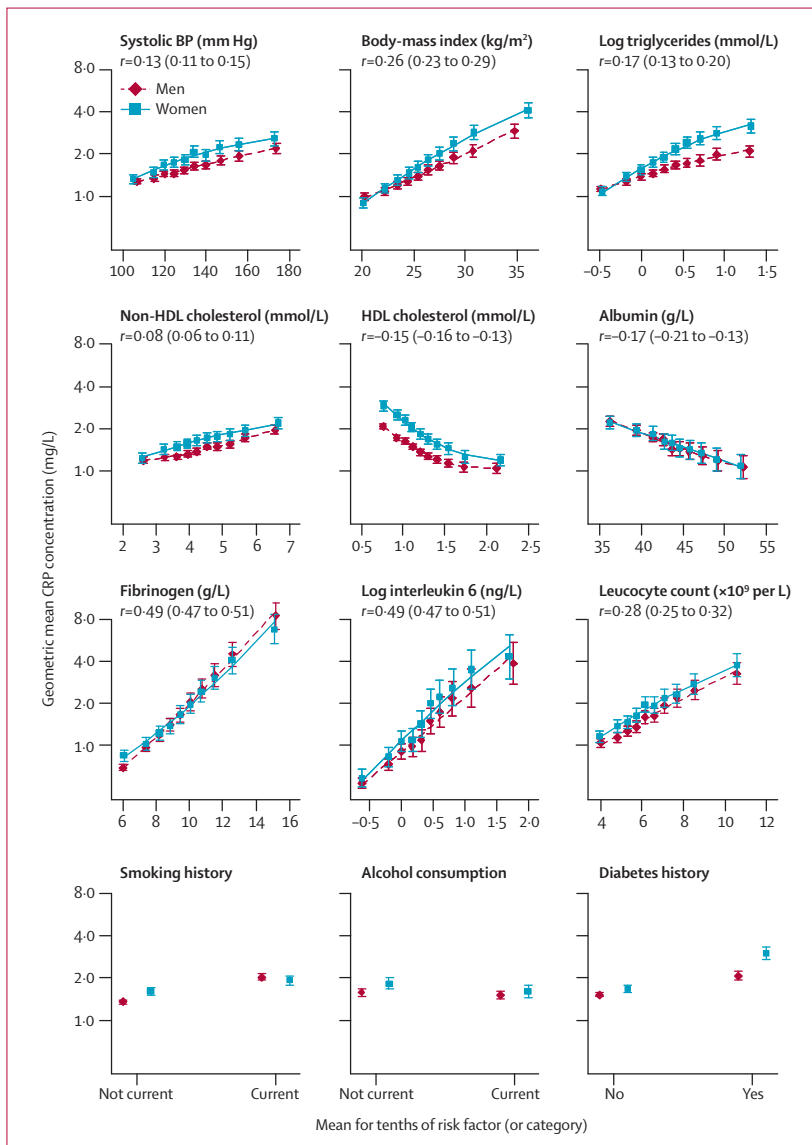 Systolic BP (mm Hg)
r=0·13 (0·11 to 0·15)
Men
Women
8·0
4·0
2·0
1·0
100 120 140 160 180
Body-mass index (kg/m²)
r=0·26 (0·23 to 0·29)
20 23 25 28 30 33 35
Log triglycerides (mmol/L)
r=0·17 (0·13 to 0·20)
–0·5 0 0·5 1·0 1·5
Non-HDL cholesterol (mmol/L)
r=0·08 (0·06 to 0·11)
8·0
4·0
2·0
1·0
2 3 4 5 6 7
HDL cholesterol (mmol/L)
r=–0·15 (–0·16 to –0·13)
0·5 1·0 1·5 2·0 2·5
Albumin (g/L)
r=–0·17 (–0·21 to –0·13)
35 40 45 50 55
Geometric mean CRP concentration (mg/L)
Fibrinogen (g/L)
r=0·49 (0·47 to 0·51)
8·0
4·0
2·0
1·0
6 8 10 12 14 16
Log interleukin 6 (ng/L)
r=0·49 (0·47 to 0·51)
–0·5 0 0·5 1·0 1·5 2·0
Leucocyte count (×10⁹ per L)
r=0·28 (0·25 to 0·32)
4 6 8 10 12
Smoking history
8·0
4·0
2·0
1·0
Not current Current
Alcohol consumption
Not current Current
Diabetes history
No Yes
Mean for tenths of risk factor (or category)